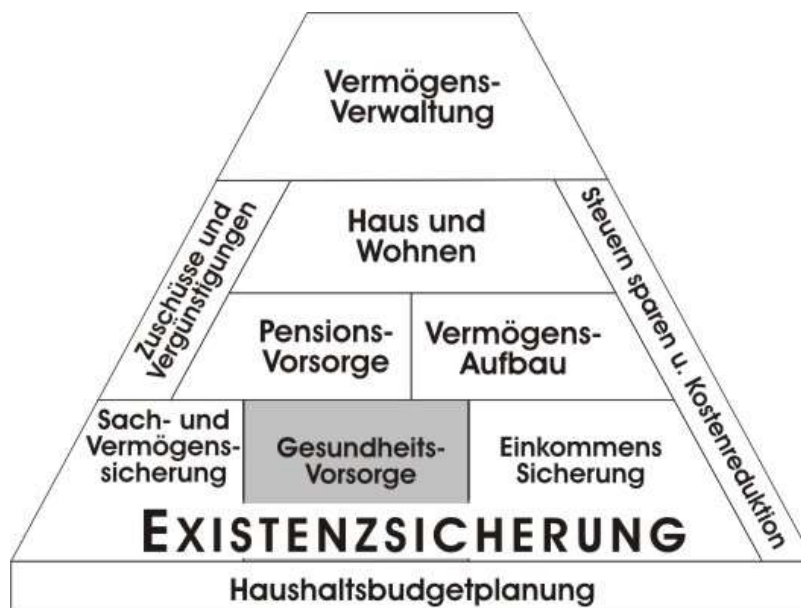 Vermögens-
Verwaltung
Zuschüsse und
Vergünstigungen
Haus und
Wohnen
Steuern sparen u. Kostenreduktion
Pensions-
Vorsorge
Vermögens-
Aufbau
Sach- und
Vermögens-
sicherung
Gesundheits-
Vorsorge
Einkommens
Sicherung
EXISTENZSICHERUNG
Haushaltsbudgetplanung